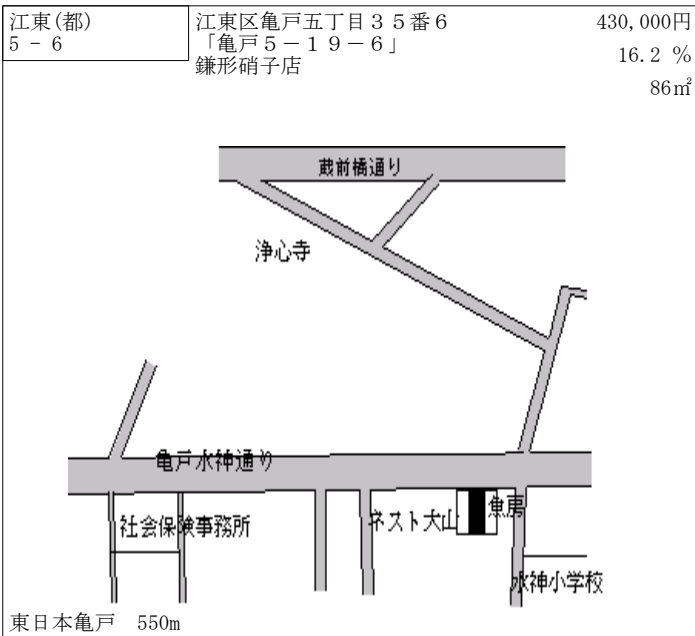 江東(都)
5 - 6
江東区亀戸五丁目３５番６
「亀戸５－１９－６」
鎌形硝子店
430,000円
16.2 %
86㎡
蔵前橋通り
浄心寺
亀戸水神通り
社会保険事務所
ネスト犬山
魚房
水神小学校
東日本亀戸　550m